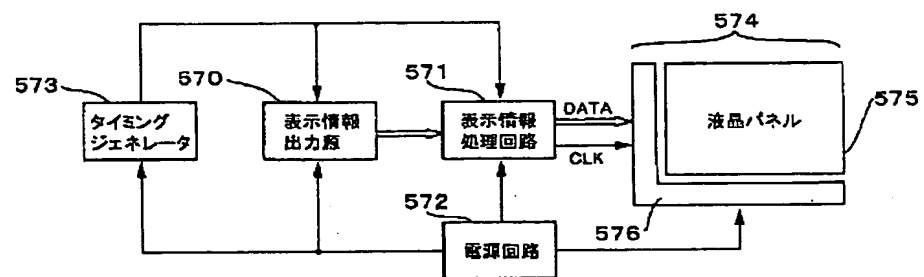 574
573
570
571
タイミング
ジェネレータ
表示情報
出力源
表示情報
処理回路
DATA
CLK
液晶パネル
575
572
電源回路
576